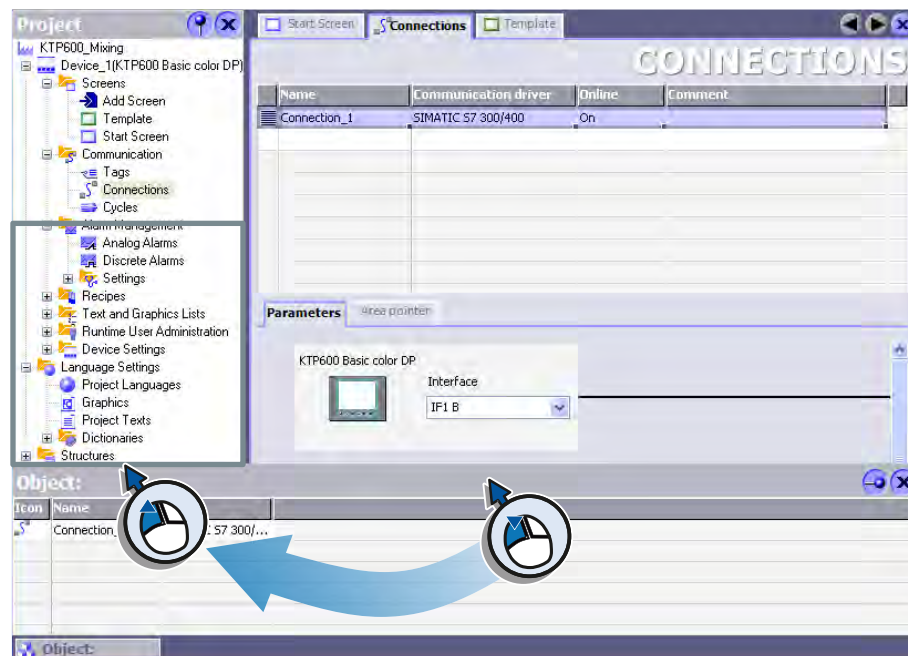 Project
KTP600_Mixing
Device_1(KTP600 Basic color DP)
Screens
Add Screen
Template
Start Screen
Communication
Tags
Connections
Cycles
Alarm Management
Analog Alarms
Discrete Alarms
Settings
Recipes
Text and Graphics Lists
Runtime User Administration
Device Settings
Language Settings
Project Languages
Graphics
Project Texts
Dictionaries
Structures
Start Screen Connections Template
CONNECTIONS
Name Communication driver Online Comment
Connection_1 SIMATIC S7 300/400 On
Parameters Area pointer
KTP600 Basic color DP
Interface
IF1 B
Object:
Icon Name
Connection_ S7 300/...
Object: